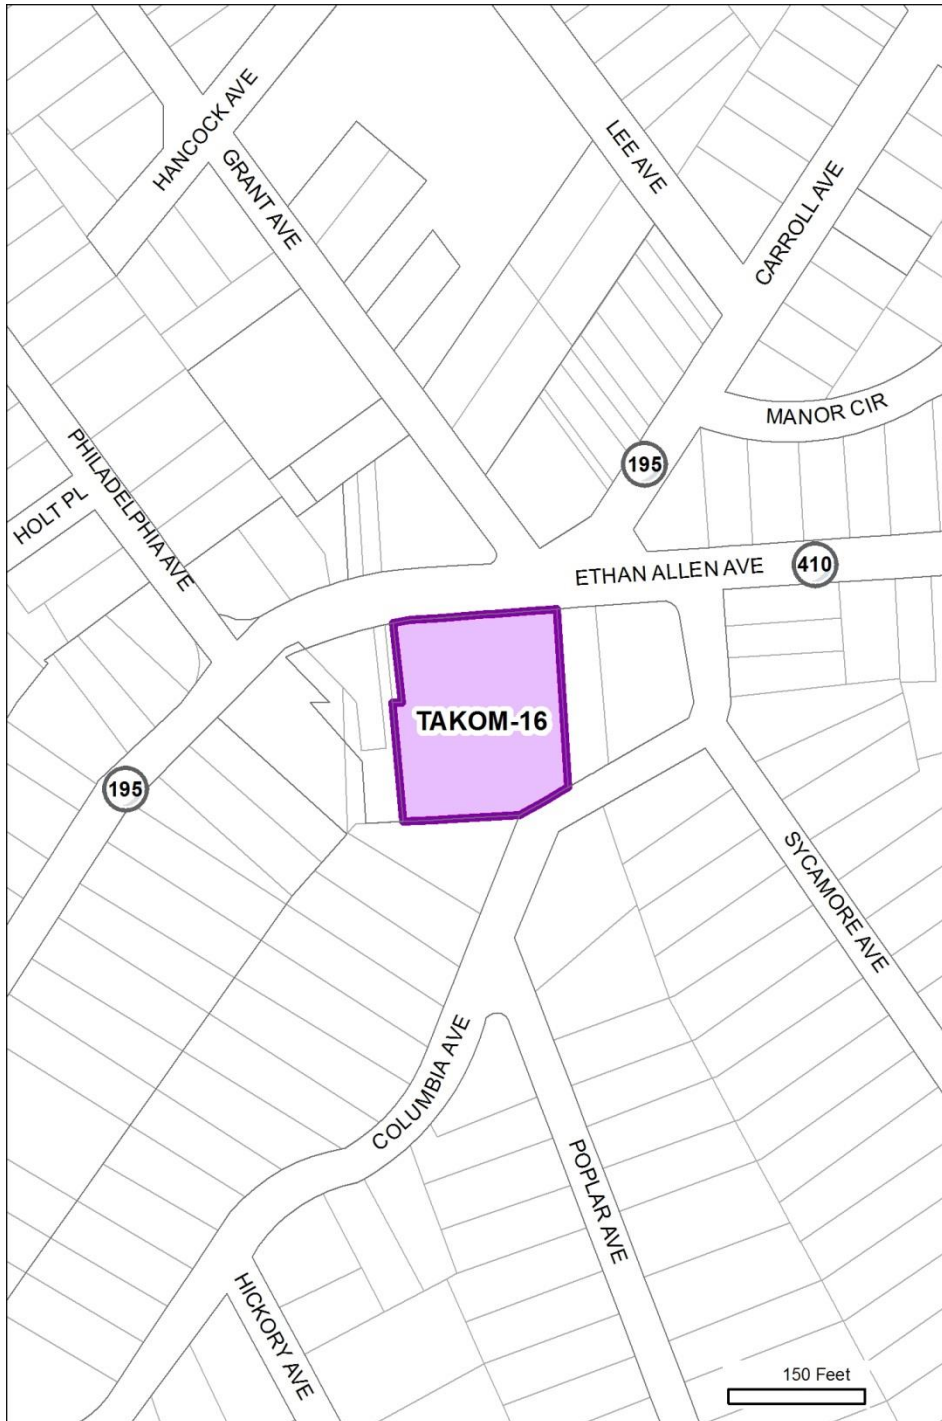 HANCOCK AVE
GRANT AVE
LEE AVE
CARROLL AVE
MANOR CIR
PHILADELPHIA AVE
HOLT PL
195
ETHAN ALLEN AVE
410
TAKOM-16
195
SYCAMORE AVE
COLUMBIA AVE
POPLAR AVE
HICKORY AVE
150 Feet